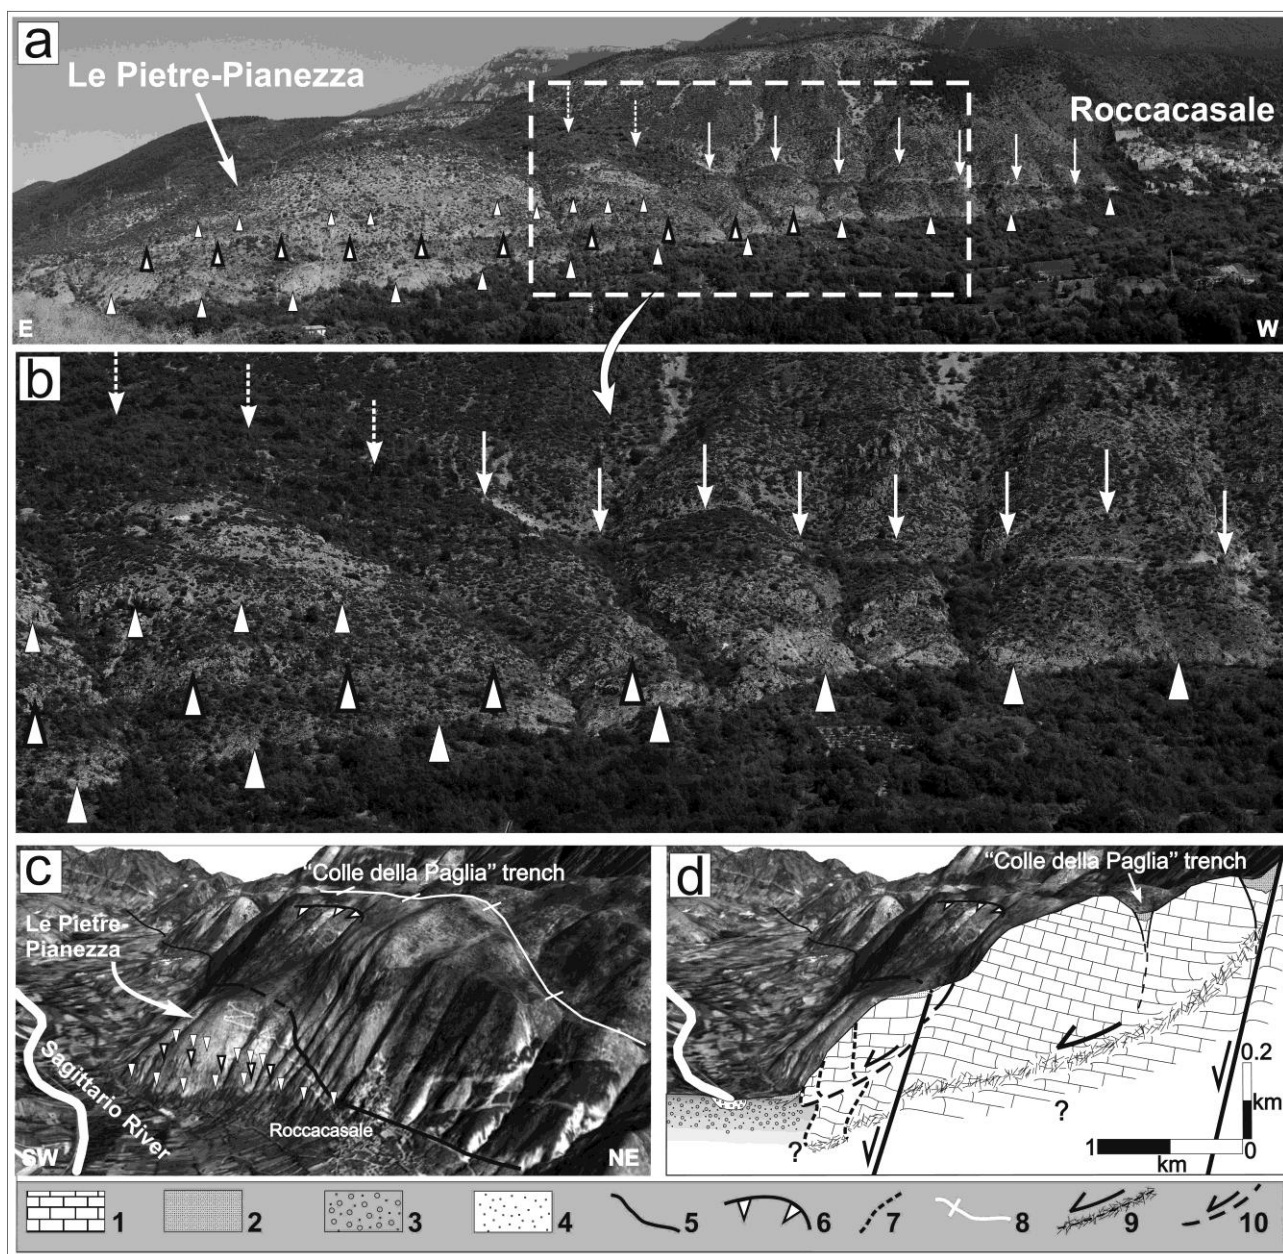 a
Le Pietre-Pianezza
Roccacasale
E
W
b
c
"Colle della Paglia" trench
Le Pietre-
Pianezza
Sagittario River
Roccacasale
SW
NE
d
"Colle della Paglia" trench
?
?
0.2
km
1
0
km
1
2
3
4
5
6
7
8
9
10